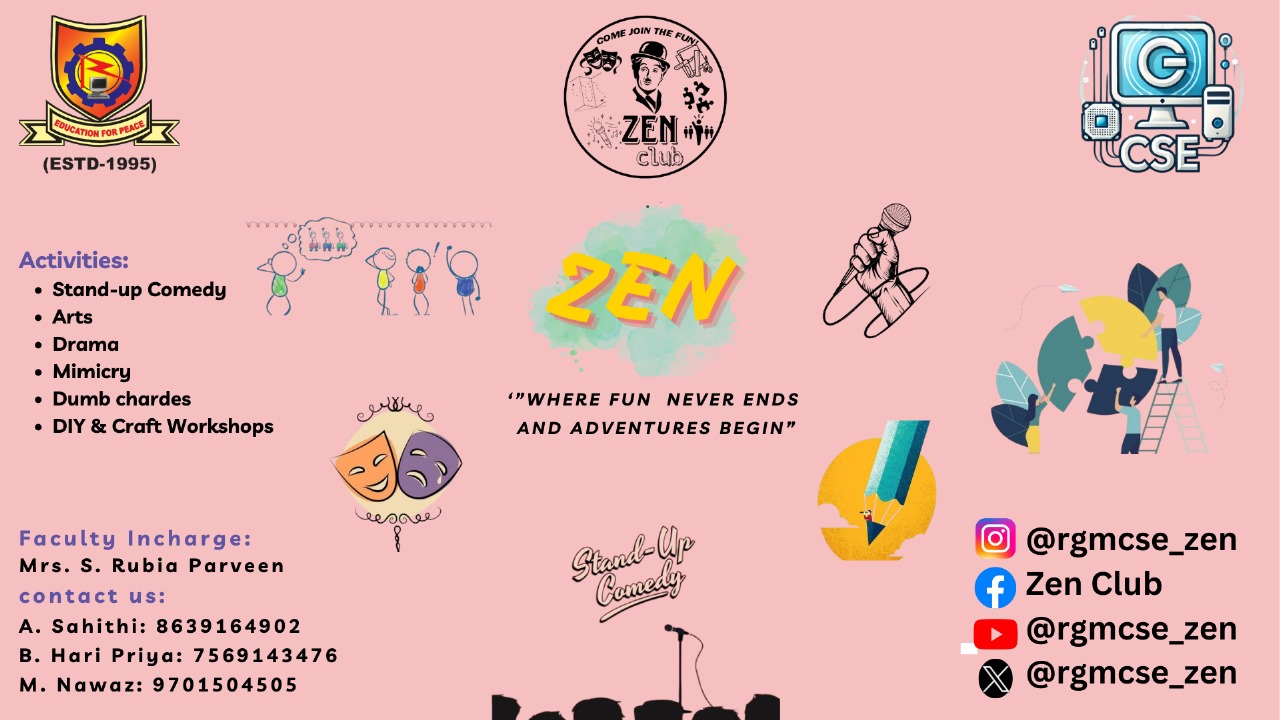 EDUCATION FOR PEACE
(ESTD-1995)
COME JOIN THE FUN!
ZEN
club
CSE
ZEN
‘”WHERE FUN NEVER ENDS
AND ADVENTURES BEGIN”
Activities:
• Stand-up Comedy
• Arts
• Drama
• Mimicry
• Dumb chardes
• DIY & Craft Workshops
Stand-Up
Comedy
Faculty Incharge:
Mrs. S. Rubia Parveen
contact us:
A. Sahithi: 8639164902
B. Hari Priya: 7569143476
M. Nawaz: 9701504505
@rgmcse_zen
Zen Club
@rgmcse_zen
@rgmcse_zen